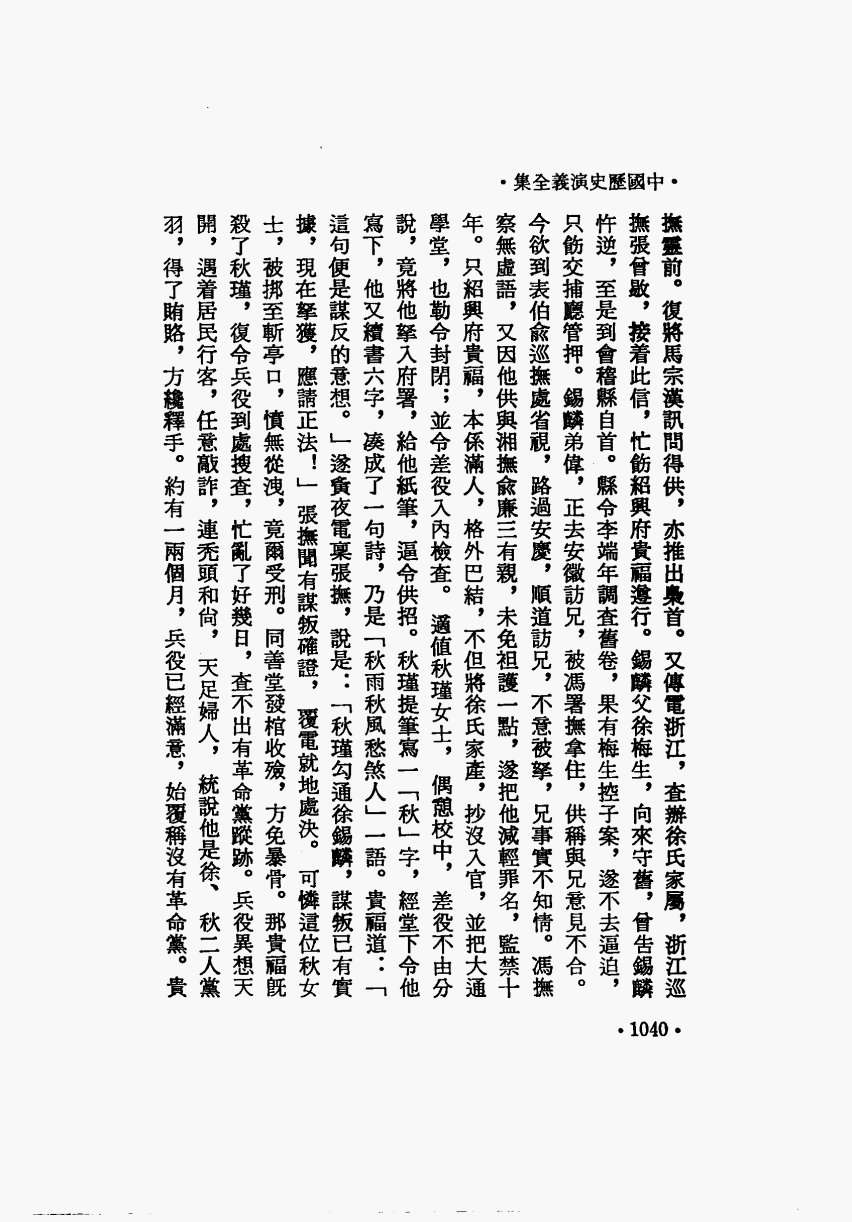 •中國歷史演義全集•
撫靈前。復將馬宗漢訊問得供，亦推出梟首。又傳電浙江，查辦徐氏家屬，浙江巡
撫張曾敭，接着此信，忙飭紹興府貴福遵行。錫麟父徐梅生，向來守舊，曾告錫麟
忤逆，至是到會稽縣自首。縣令李端年調查舊卷，果有梅生控子案，遂不去逼迫，
只飭交捕廳管押。錫麟弟偉，正去安徽訪兄，被馮署撫拿住，供稱與兄意見不合。
今欲到表伯俞巡撫處省視，路過安慶，順道訪兄，不意被拏，兄事實不知情。馮撫
察無虛語，又因他供與湘撫俞廉三有親，未免袒護一點，遂把他減輕罪名，監禁十
年。只紹興府貴福，本係滿人，格外巴結，不但將徐氏家產，抄沒入官，並把大通
學堂，也勒令封閉；並令差役入內檢查。適値秋瑾女士，偶憩校中，差役不由分
說，竟將他拏入府署，給他紙筆，逼令供招。秋瑾提筆寫一「秋」字，經堂下令他
寫下，他又續書六字，凑成了一句詩，乃是「秋雨秋風愁煞人」一語。貴福道：「
這句便是謀反的意想。」遂夤夜電稟張撫，說是：「秋瑾勾通徐錫麟，謀叛已有實
據，現在拏獲，應請正法！」張撫聞有謀叛確證，覆電就地處決。可憐這位秋女
士，被挷至斬亭口，憤無從洩，竟爾受刑。同善堂發棺收殮，方免暴骨。那貴福旣
殺了秋瑾，復令兵役到處搜查，忙亂了好幾日，查不出有革命黨蹤跡。兵役異想天
開，遇着居民行客，任意敲詐，連禿頭和尙，天足婦人，統說他是徐、秋二人黨
羽，得了賄賂，方纔釋手。約有一兩個月，兵役已經滿意，始覆稱沒有革命黨。貴
•1040•